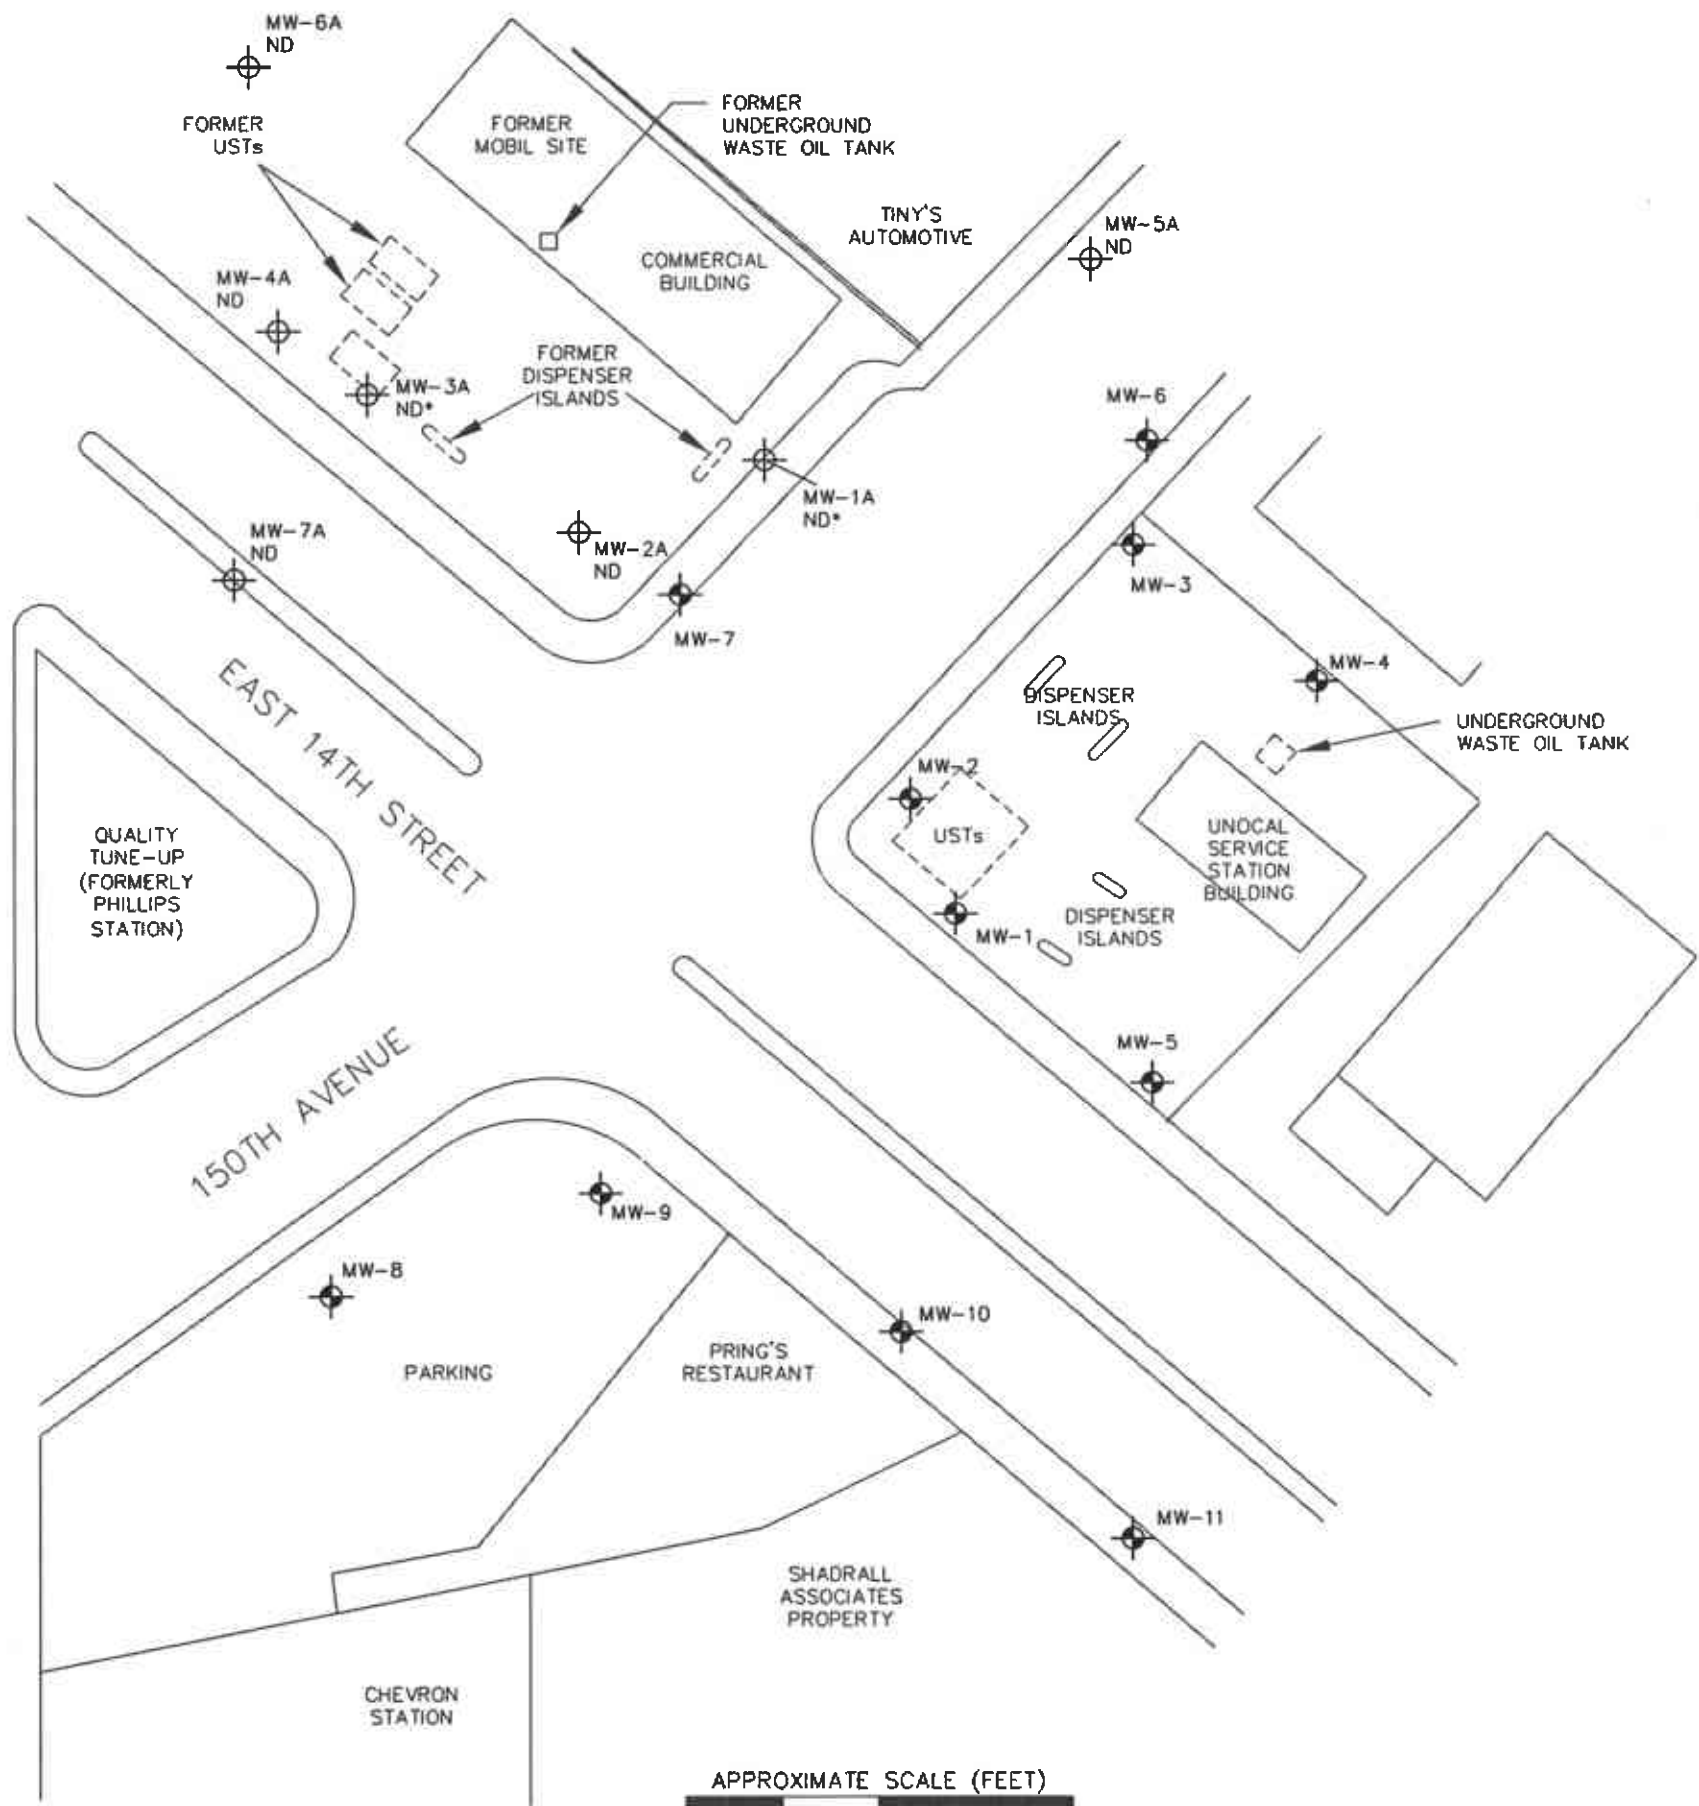 MW-6A
ND
FORMER
USTs
FORMER
MOBIL SITE
FORMER
UNDERGROUND
WASTE OIL TANK
TINY'S
AUTOMOTIVE
MW-5A
ND
COMMERCIAL
BUILDING
MW-4A
ND
FORMER
DISPENSER
ISLANDS
MW-3A
ND*
MW-6
MW-1A
ND*
MW-7A
ND
MW-2A
ND
MW-3
MW-7
MW-4
DISPENSER
ISLANDS
UNDERGROUND
WASTE OIL TANK
EAST 14TH STREET
MW-2
USTs
UNOCAL
SERVICE
STATION
BUILDING
QUALITY
TUNE-UP
(FORMERLY
PHILLIPS
STATION)
MW-1
DISPENSER
ISLANDS
MW-5
150TH AVENUE
MW-9
MW-8
MW-10
PARKING
PRING'S
RESTAURANT
MW-11
SHADRALL
ASSOCIATES
PROPERTY
CHEVRON
STATION
APPROXIMATE SCALE (FEET)